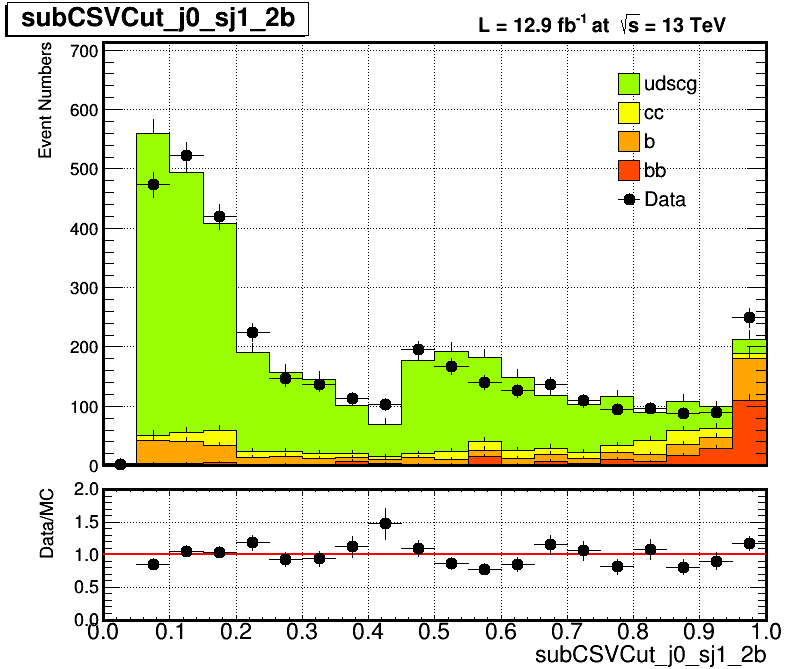 subCSVCut_j0_sj1_2b
L = 12.9 fb⁻¹ at √s = 13 TeV
Event Numbers
700
600
500
400
300
200
100
0
udscg
cc
b
bb
Data
Data/MC
2.0
1.5
1.0
0.5
0.0
0.0 0.1 0.2 0.3 0.4 0.5 0.6 0.7 0.8 0.9 1.0
subCSVCut_j0_sj1_2b